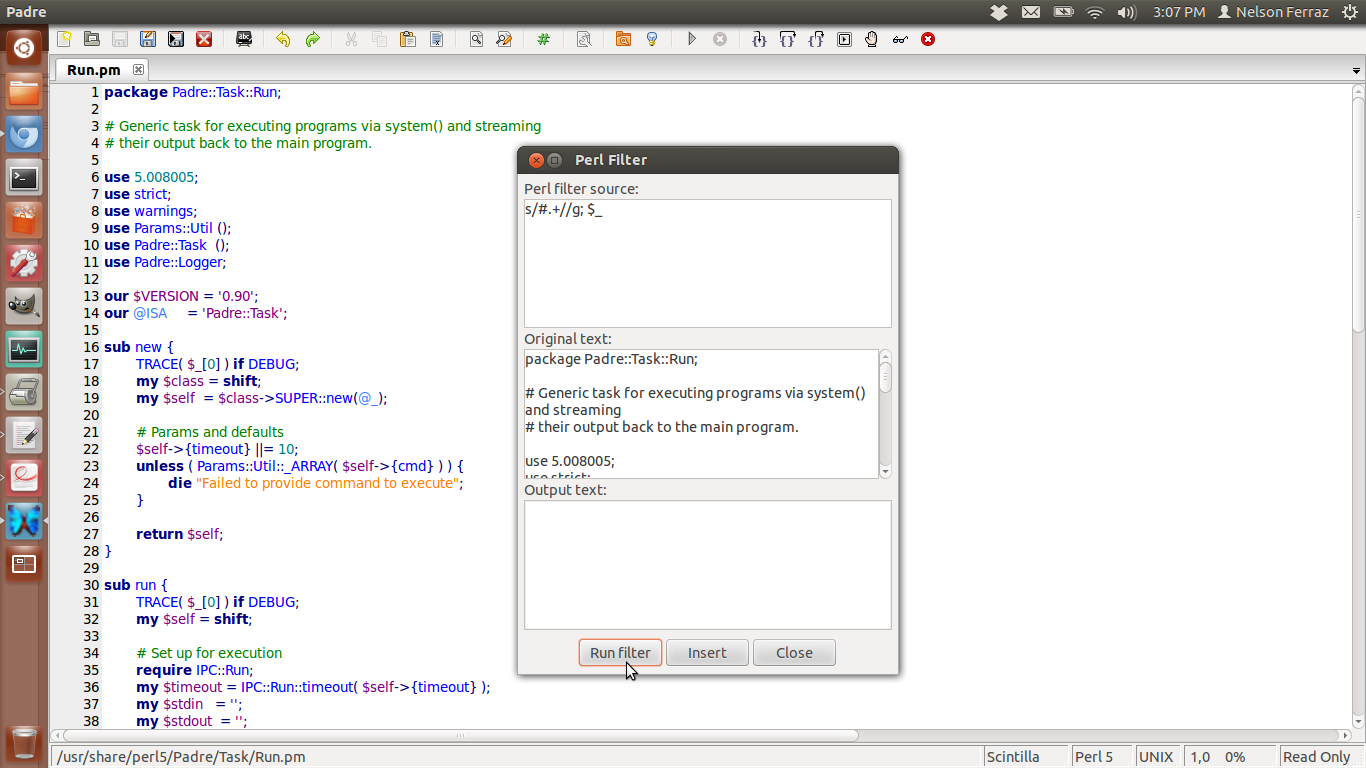 Padre
3:07 PM
Nelson Ferraz
Run.pm
1 package Padre::Task::Run;
2
3 # Generic task for executing programs via system() and streaming
4 # their output back to the main program.
5
6 use 5.008005;
7 use strict;
8 use warnings;
9 use Params::Util ();
10 use Padre::Task  ();
11 use Padre::Logger;
12
13 our $VERSION = '0.90';
14 our @ISA     = 'Padre::Task';
15
16 sub new {
17 TRACE( $_[0] ) if DEBUG;
18 my $class = shift;
19 my $self  = $class->SUPER::new(@_);
20
21 # Params and defaults
22 $self->{timeout} ||= 10;
23 unless ( Params::Util::_ARRAY( $self->{cmd} ) ) {
24 die "Failed to provide command to execute";
25 }
26
27 return $self;
28 }
29
30 sub run {
31 TRACE( $_[0] ) if DEBUG;
32 my $self = shift;
33
34 # Set up for execution
35 require IPC::Run;
36 my $timeout = IPC::Run::timeout( $self->{timeout} );
37 my $stdin   = '';
38 my $stdout  = '';
Perl Filter
Perl filter source:
s/#.+//g; $_
Original text:
package Padre::Task::Run;
# Generic task for executing programs via system()
and streaming
# their output back to the main program.
use 5.008005;
use strict;
Output text:
Run filter Insert Close
/usr/share/perl5/Padre/Task/Run.pm Scintilla Perl 5 UNIX 1,0 0% Read Only